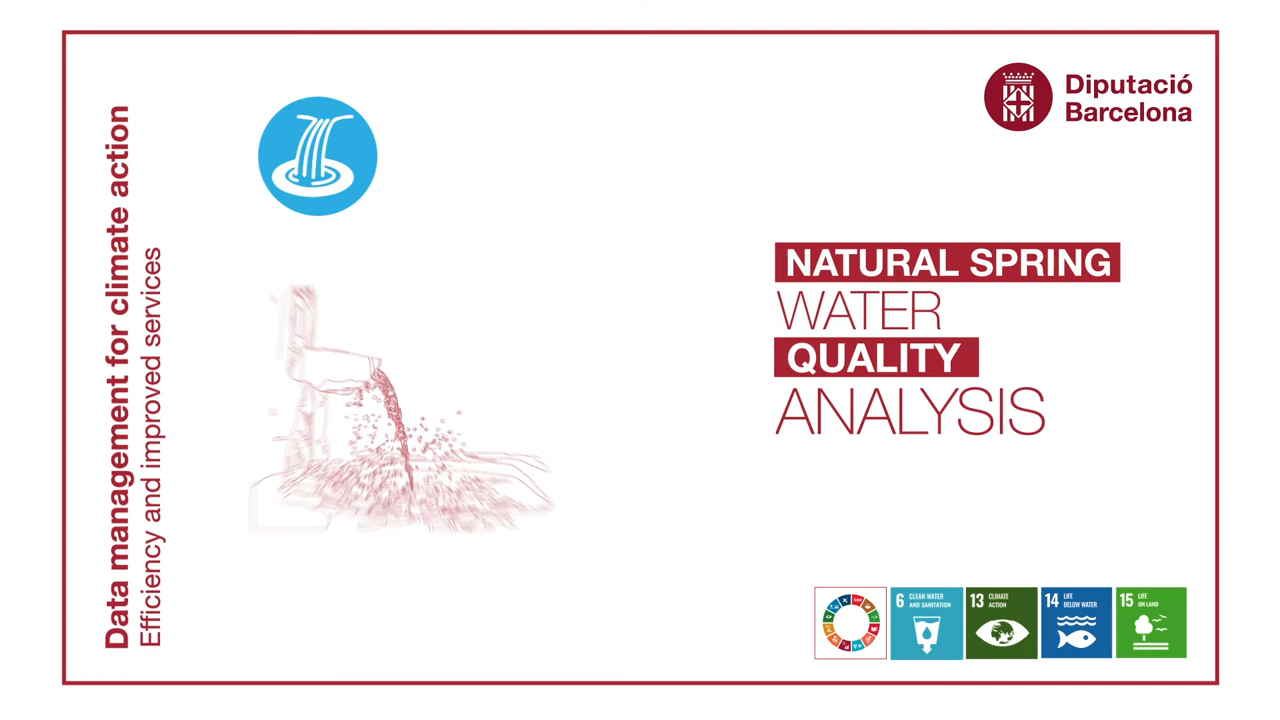 Data management for climate action
Efficiency and improved services
Diputació
Barcelona
NATURAL SPRING
WATER
QUALITY
ANALYSIS
6 CLEAN WATER
AND SANITATION
13 CLIMATE
ACTION
14 LIFE
BELOW WATER
15 LIFE
ON LAND